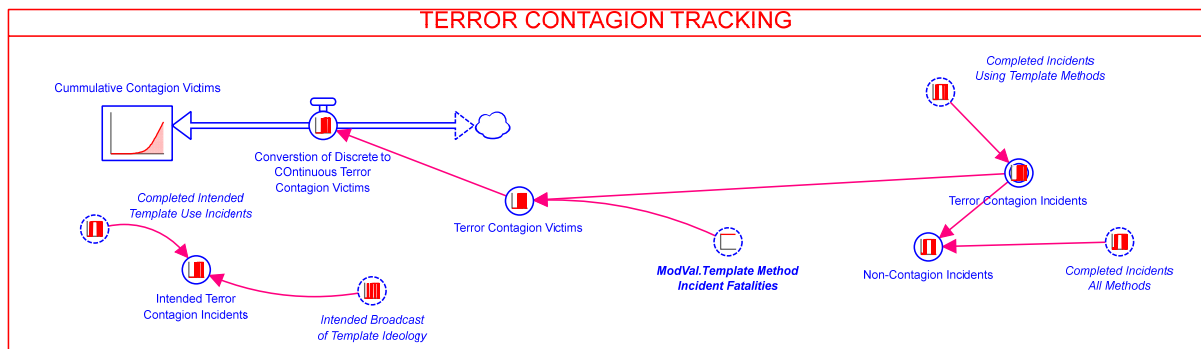 TERROR CONTAGION TRACKING
Completed Incidents
Using Template Methods
Cummulative Contagion Victims
Converstion of Discrete to
COntinuous Terror
Contagion Victims
Completed Intended
Template Use Incidents
Terror Contagion Incidents
Terror Contagion Victims
ModVal.Template Method
Incident Fatalities
Non-Contagion Incidents
Completed Incidents
All Methods
Intended Terror
Contagion Incidents
Intended Broadcast
of Template Ideology